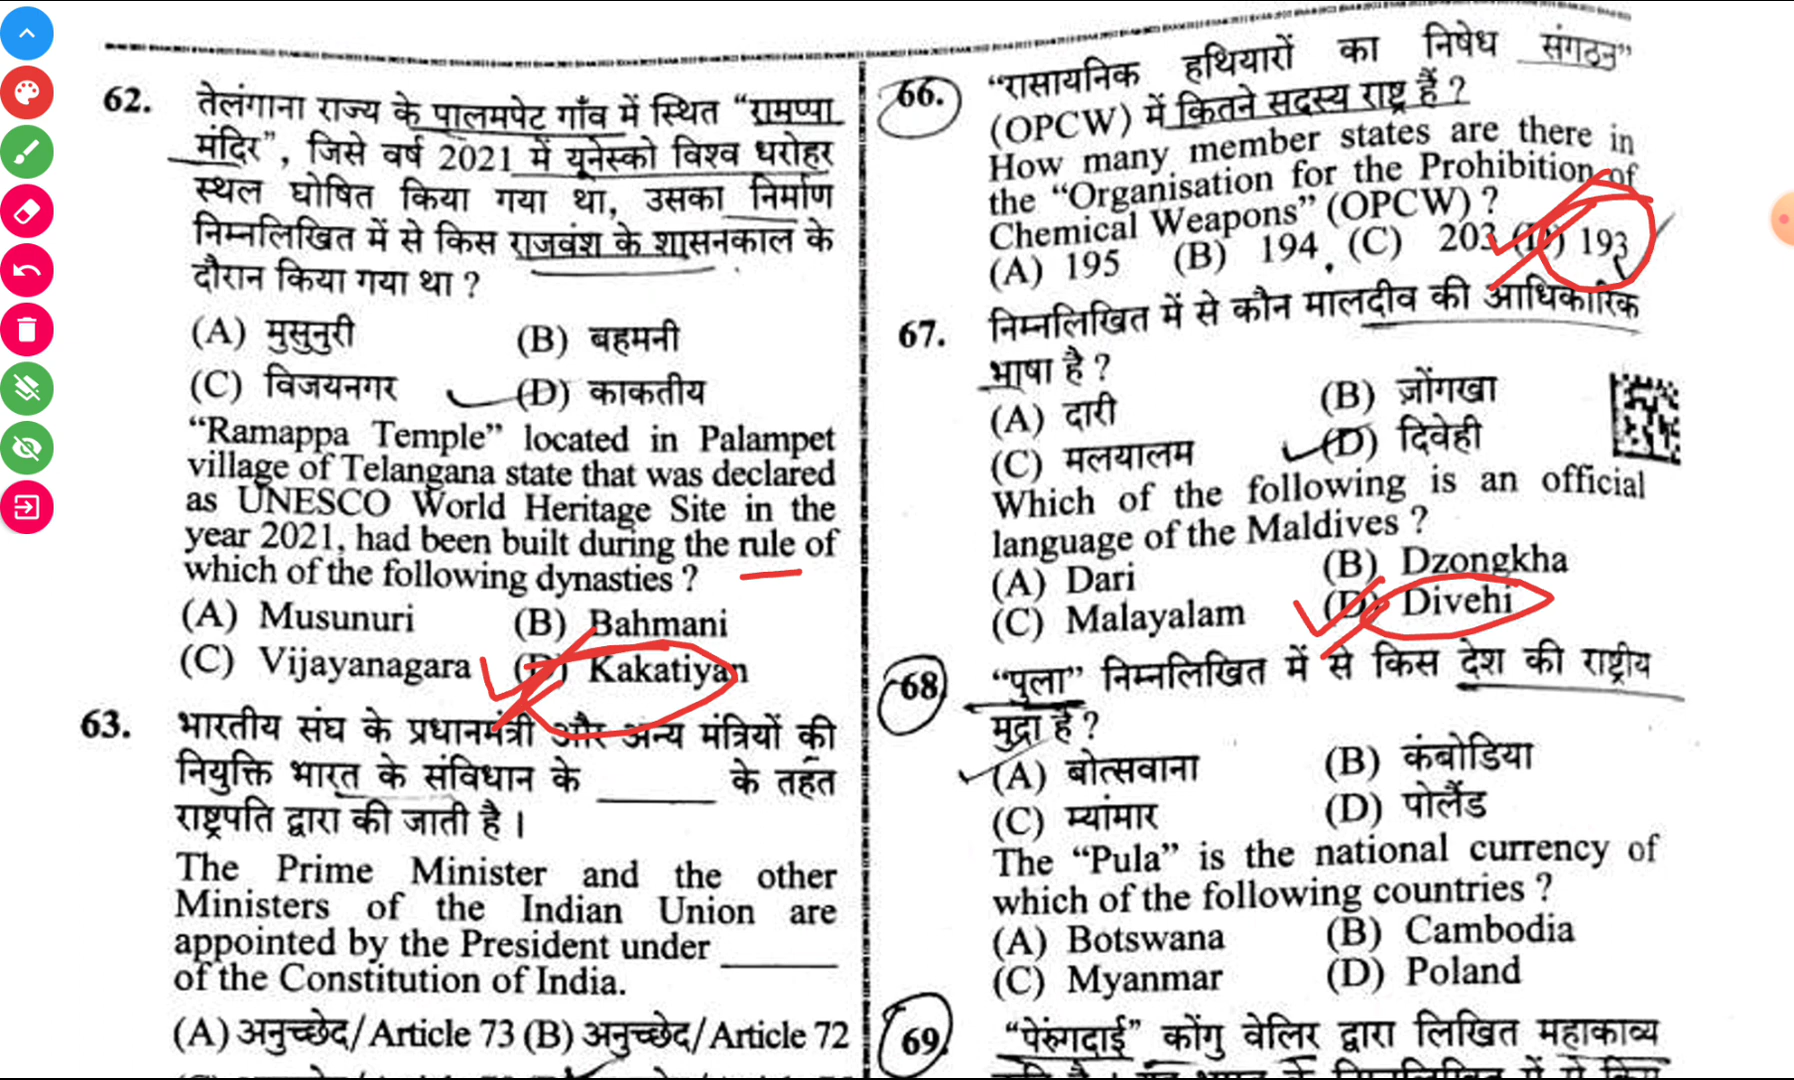 62. तेलंगाना राज्य के पालमपेट गाँव में स्थित “रामप्पा
मंदिर”, जिसे वर्ष 2021 में यूनेस्को विश्व धरोहर
स्थल घोषित किया गया था, उसका निर्माण
निम्नलिखित में से किस राजवंश के शासनकाल के
दौरान किया गया था ?
(A) मुसुनुरी (B) बहमनी
(C) विजयनगर (D) काकतीय
“Ramappa Temple” located in Palampet
village of Telangana state that was declared
as UNESCO World Heritage Site in the
year 2021, had been built during the rule of
which of the following dynasties ?
(A) Musunuri (B) Bahmani
(C) Vijayanagara (D) Kakatiyan
63. भारतीय संघ के प्रधानमंत्री और अन्य मंत्रियों की
नियुक्ति भारत के संविधान के ______ के तहत
राष्ट्रपति द्वारा की जाती है ।
The Prime Minister and the other
Ministers of the Indian Union are
appointed by the President under ______
of the Constitution of India.
(A) अनुच्छेद/Article 73 (B) अनुच्छेद/Article 72
66. “रासायनिक हथियारों का निषेध संगठन”
(OPCW) में कितने सदस्य राष्ट्र हैं ?
How many member states are there in
the “Organisation for the Prohibition of
Chemical Weapons” (OPCW) ?
(A) 195 (B) 194 (C) 203 (D) 193
67. निम्नलिखित में से कौन मालदीव की आधिकारिक
भाषा है ?
(A) दारी (B) ज़ोंगखा
(C) मलयालम (D) दिवेही
Which of the following is an official
language of the Maldives ?
(A) Dari (B) Dzongkha
(C) Malayalam (D) Divehi
68. “पुला” निम्नलिखित में से किस देश की राष्ट्रीय
मुद्रा है ?
(A) बोत्सवाना (B) कंबोडिया
(C) म्यांमार (D) पोलैंड
The “Pula” is the national currency of
which of the following countries ?
(A) Botswana (B) Cambodia
(C) Myanmar (D) Poland
69. “पेरुंगदाई” कोंगु वेलिर द्वारा लिखित महाकाव्य